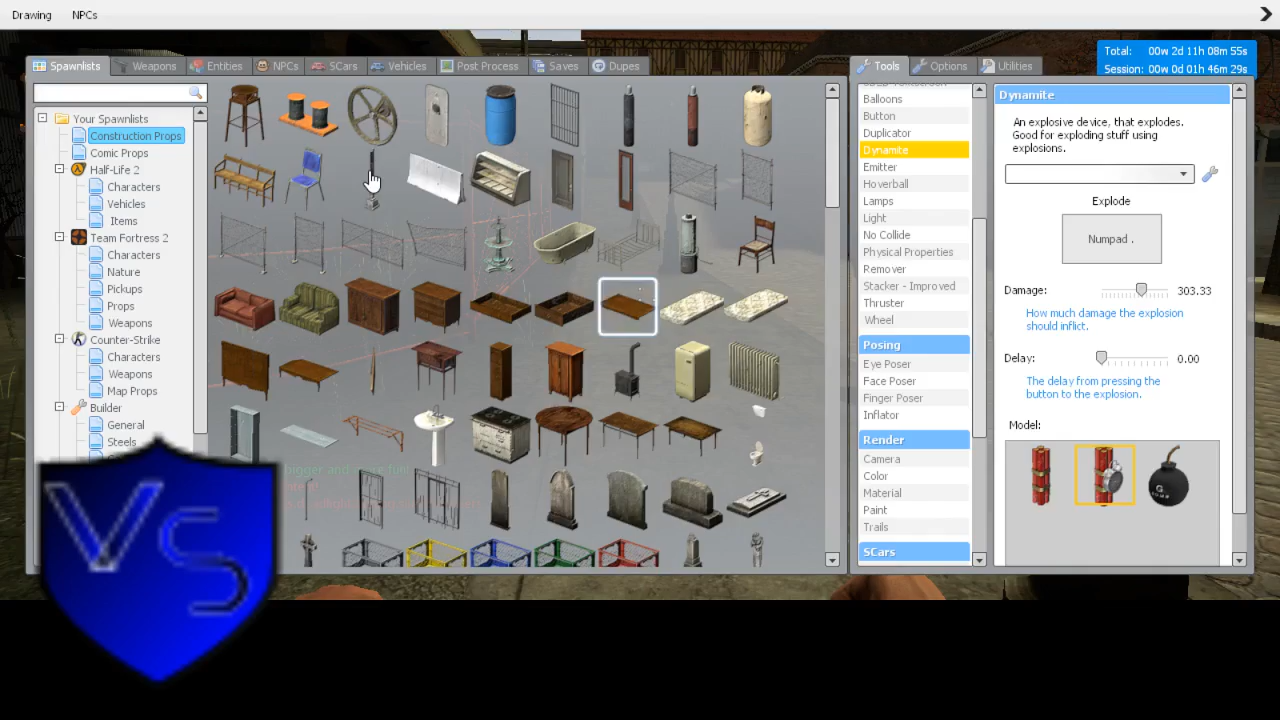 Drawing NPCs
Total: 00w 2d 11h 08m 55s
Session: 00w 0d 01h 46m 29s
Spawnlists Weapons Entities NPCs SCars Vehicles Post Process Saves Dupes
Tools Options Utilities
Your Spawnlists
Construction Props
Comic Props
Half-Life 2
Characters
Vehicles
Items
Team Fortress 2
Characters
Nature
Pickups
Props
Weapons
Counter-Strike
Characters
Weapons
Map Props
Builder
General
Steels
bigger and more fun!
VS
Balloons
Button
Duplicator
Dynamite
Emitter
Hoverball
Lamps
Light
No Collide
Physical Properties
Remover
Stacker - Improved
Thruster
Wheel
Posing
Eye Poser
Face Poser
Finger Poser
Inflator
Render
Camera
Color
Material
Paint
Trails
SCars
Dynamite
An explosive device, that explodes.
Good for exploding stuff using
explosions.
Explode
Numpad .
Damage: 303.33
How much damage the explosion
should inflict.
Delay: 0.00
The delay from pressing the
button to the explosion.
Model: